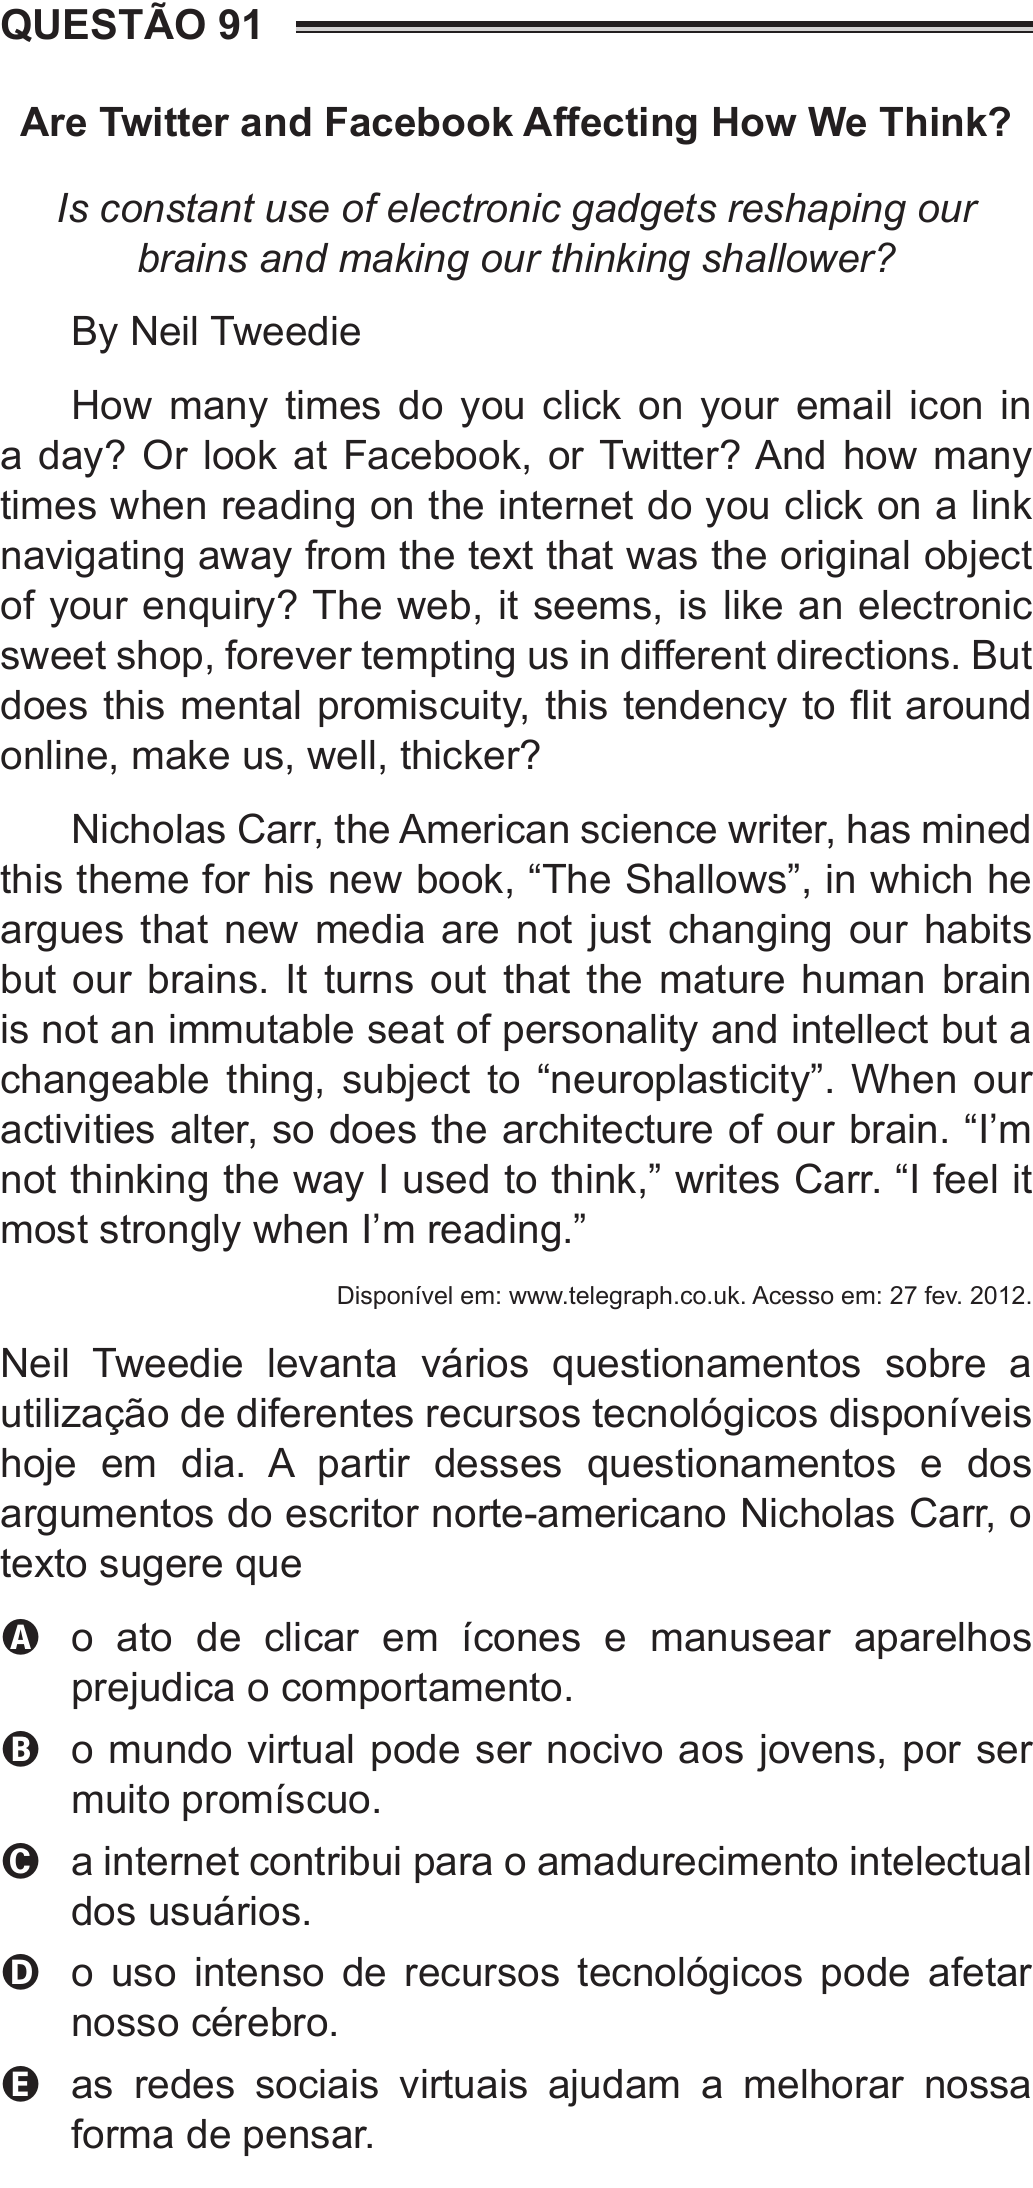 QUESTÃO 91
Are Twitter and Facebook Affecting How We Think?
Is constant use of electronic gadgets reshaping our
brains and making our thinking shallower?
By Neil Tweedie
How many times do you click on your email icon in
a day? Or look at Facebook, or Twitter? And how many
times when reading on the internet do you click on a link
navigating away from the text that was the original object
of your enquiry? The web, it seems, is like an electronic
sweet shop, forever tempting us in different directions. But
does this mental promiscuity, this tendency to flit around
online, make us, well, thicker?
Nicholas Carr, the American science writer, has mined
this theme for his new book, “The Shallows”, in which he
argues that new media are not just changing our habits
but our brains. It turns out that the mature human brain
is not an immutable seat of personality and intellect but a
changeable thing, subject to “neuroplasticity”. When our
activities alter, so does the architecture of our brain. “I’m
not thinking the way I used to think,” writes Carr. “I feel it
most strongly when I’m reading.”
Disponível em: www.telegraph.co.uk. Acesso em: 27 fev. 2012.
Neil Tweedie levanta vários questionamentos sobre a
utilização de diferentes recursos tecnológicos disponíveis
hoje em dia. A partir desses questionamentos e dos
argumentos do escritor norte-americano Nicholas Carr, o
texto sugere que
A o ato de clicar em ícones e manusear aparelhos
prejudica o comportamento.
B o mundo virtual pode ser nocivo aos jovens, por ser
muito promíscuo.
C a internet contribui para o amadurecimento intelectual
dos usuários.
D o uso intenso de recursos tecnológicos pode afetar
nosso cérebro.
E as redes sociais virtuais ajudam a melhorar nossa
forma de pensar.